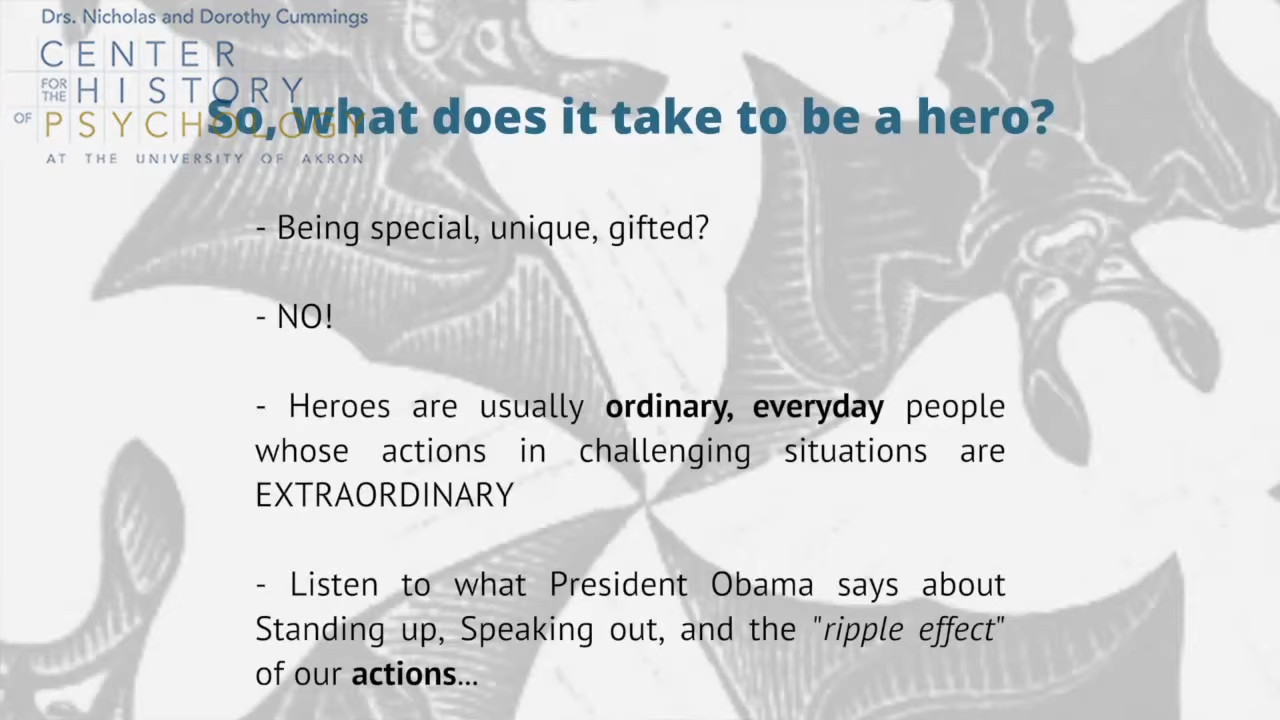 Drs. Nicholas and Dorothy Cummings
CENTER
FOR THE HISTORY
OF PSYCHOLOGY
AT THE UNIVERSITY OF AKRON
So, what does it take to be a hero?
- Being special, unique, gifted?
- NO!
- Heroes are usually ordinary, everyday people
whose actions in challenging situations are
EXTRAORDINARY
- Listen to what President Obama says about
Standing up, Speaking out, and the "ripple effect"
of our actions...